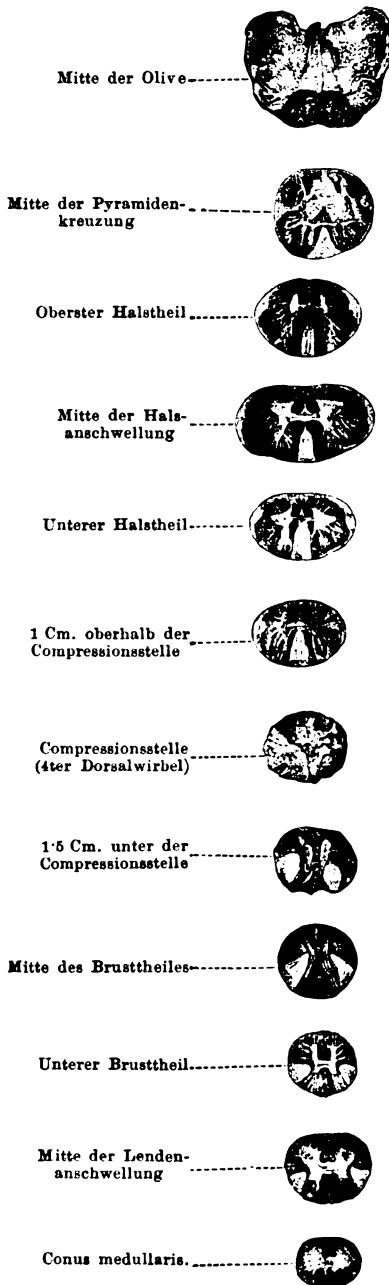 Mitte der Olive
Mitte der Pyramiden-
kreuzung
Oberster Halstheil
Mitte der Hals-
anschwellung
Unterer Halstheil
1 Cm. oberhalb der
Compressionsstelle
Compressionsstelle
(4ter Dorsalwirbel)
1·5 Cm. unter der
Compressionsstelle
Mitte des Brusttheiles
Unterer Brusttheil
Mitte der Lenden-
anschwellung
Conus medullaris.